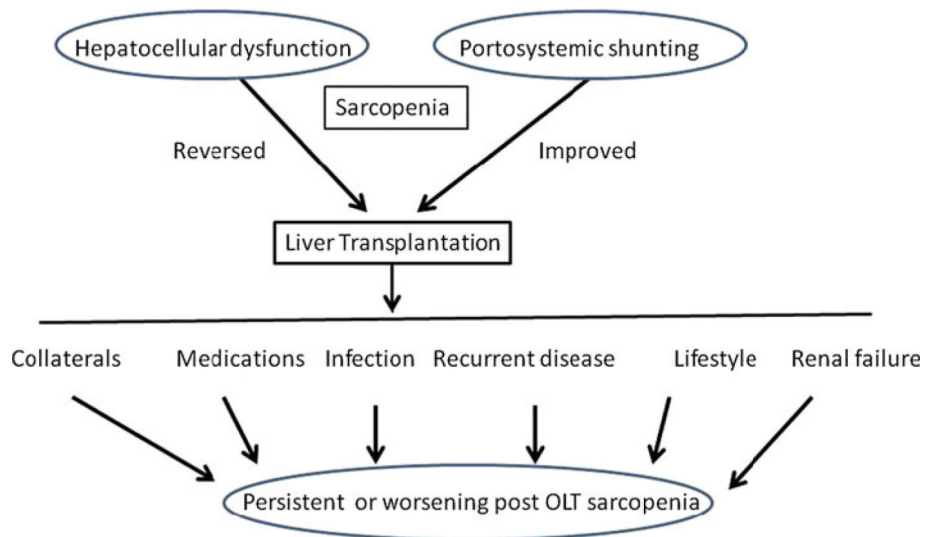 Hepatocellular dysfunction
Portosystemic shunting
Sarcopenia
Reversed
Improved
Liver Transplantation
Collaterals
Medications
Infection
Recurrent disease
Lifestyle
Renal failure
Persistent or worsening post OLT sarcopenia